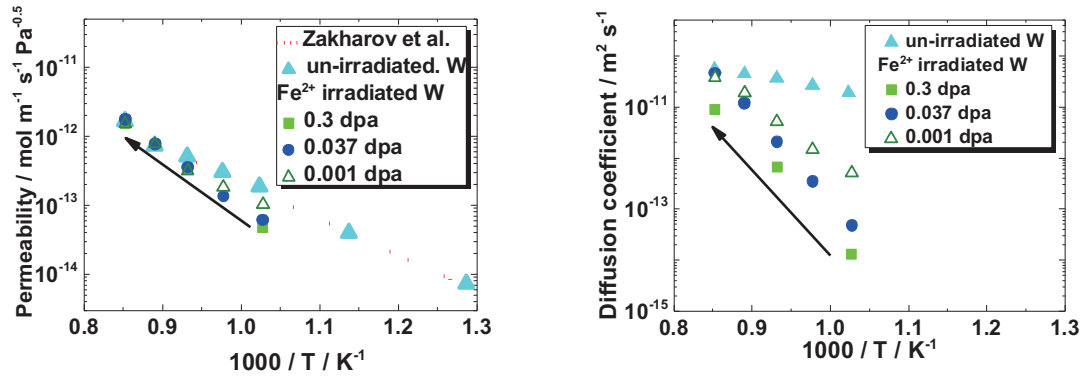 10⁻¹¹
10⁻¹²
10⁻¹³
10⁻¹⁴
Permeability / mol m⁻¹ s⁻¹ Pa⁻⁰·⁵
Zakharov et al.
un-irradiated. W
Fe²⁺ irradiated W
0.3 dpa
0.037 dpa
0.001 dpa
0.8 0.9 1.0 1.1 1.2 1.3
1000 / T / K⁻¹
10⁻¹¹
10⁻¹³
10⁻¹⁵
Diffusion coefficient / m² s⁻¹
un-irradiated W
Fe²⁺ irradiated W
0.3 dpa
0.037 dpa
0.001 dpa
0.8 0.9 1.0 1.1 1.2 1.3
1000 / T / K⁻¹